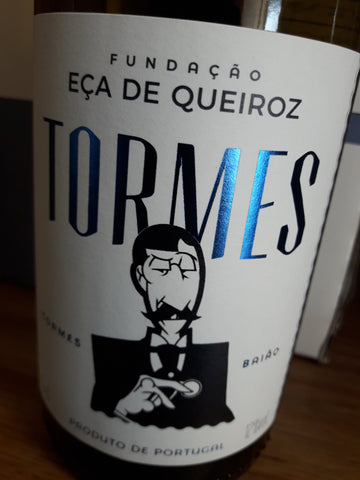 FUNDAÇÃO
EÇA DE QUEIROZ
TORMES
TORMES
BAIÃO
PRODUTO DE PORTUGAL